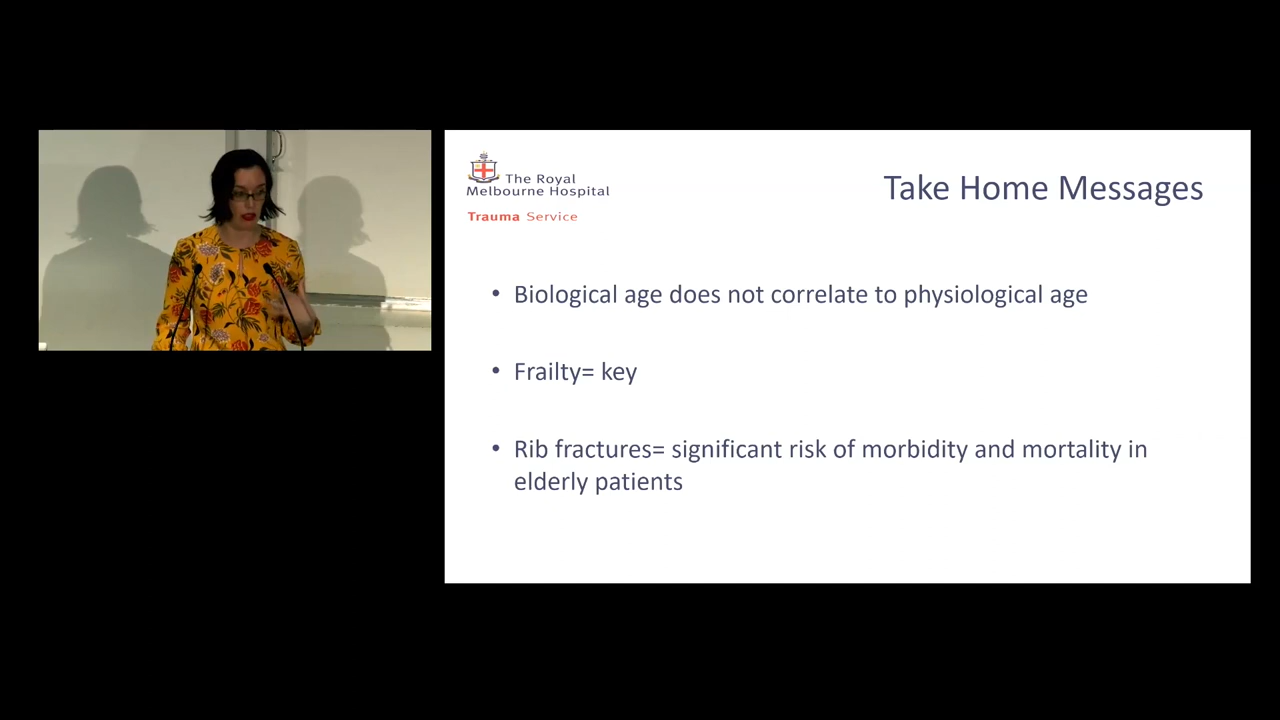 The Royal
Melbourne Hospital
Trauma Service
Take Home Messages
• Biological age does not correlate to physiological age
• Frailty= key
• Rib fractures= significant risk of morbidity and mortality in
elderly patients